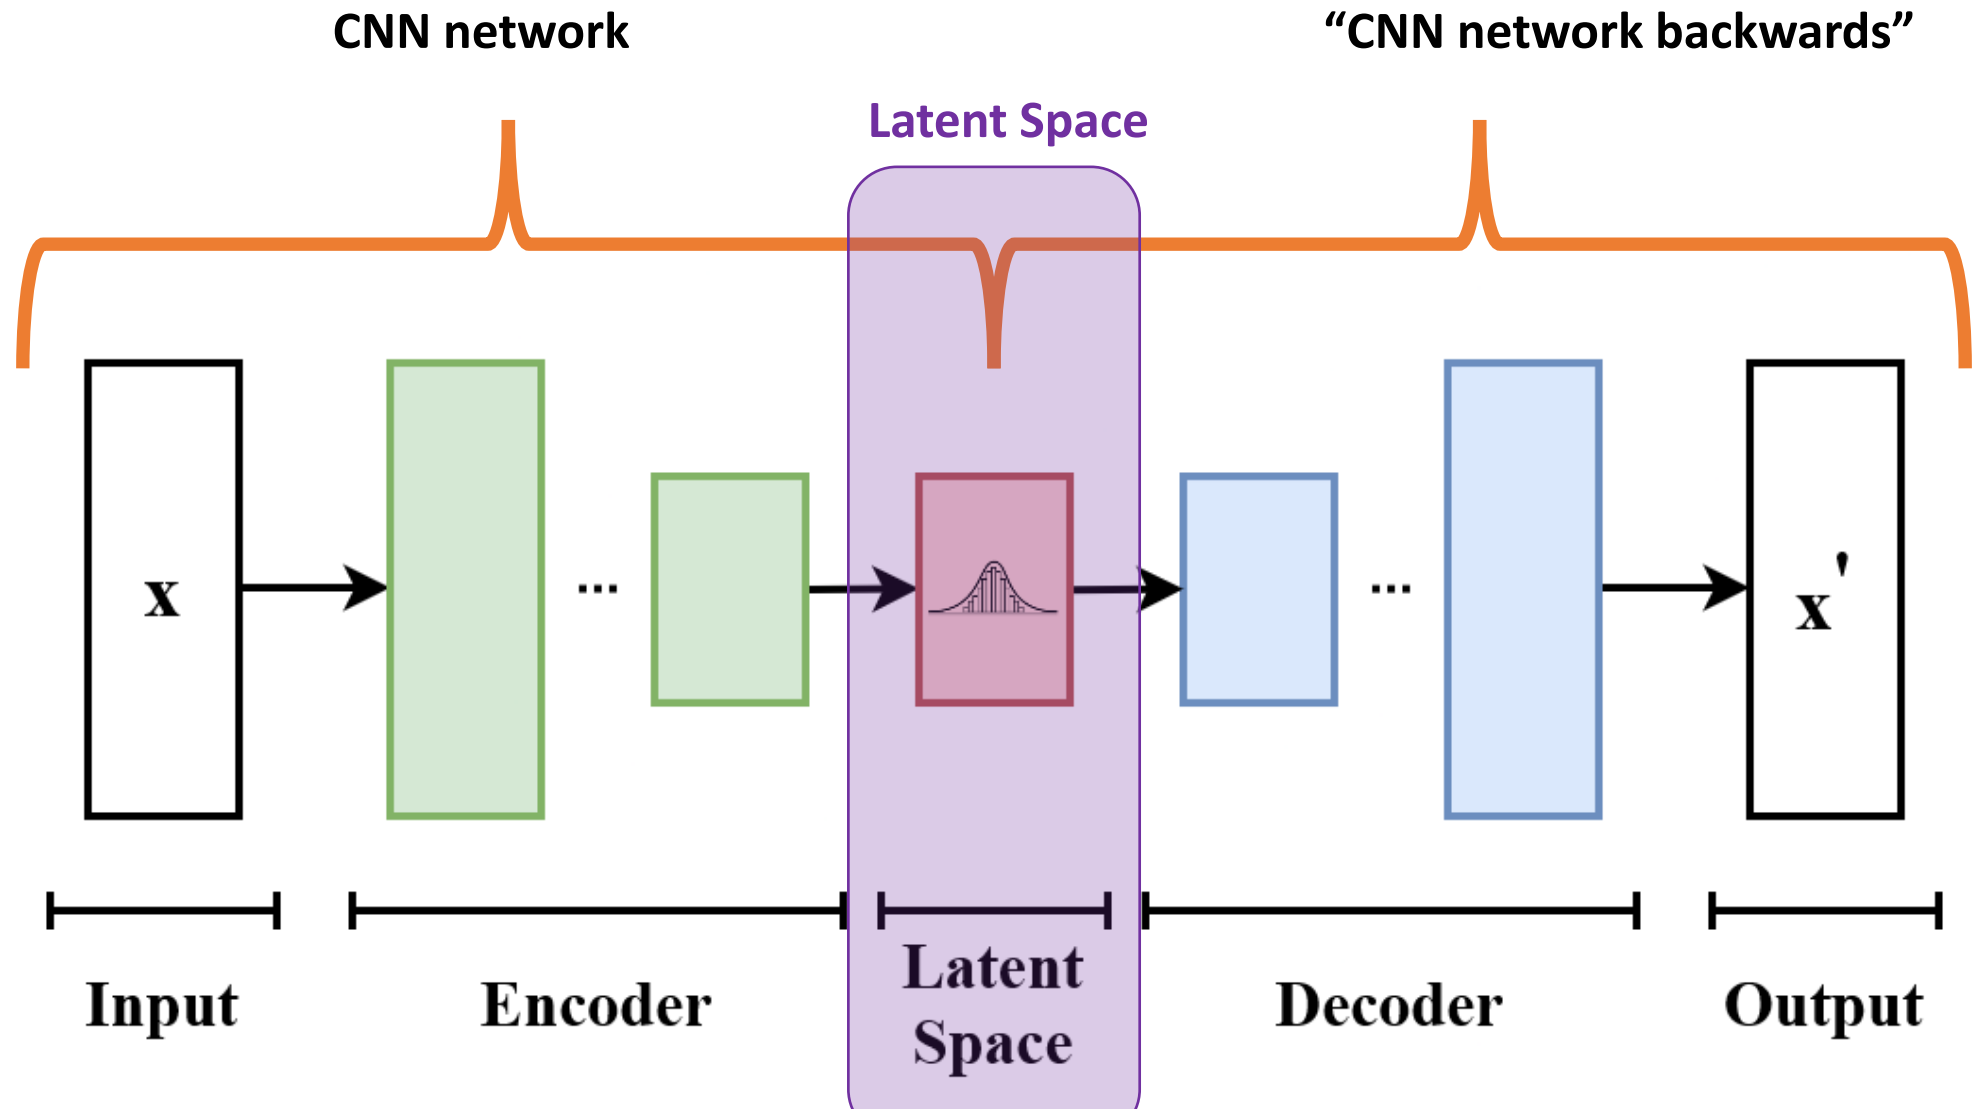 CNN network
“CNN network backwards”
Latent Space
x
...
...
x'
Input
Encoder
Latent
Space
Decoder
Output